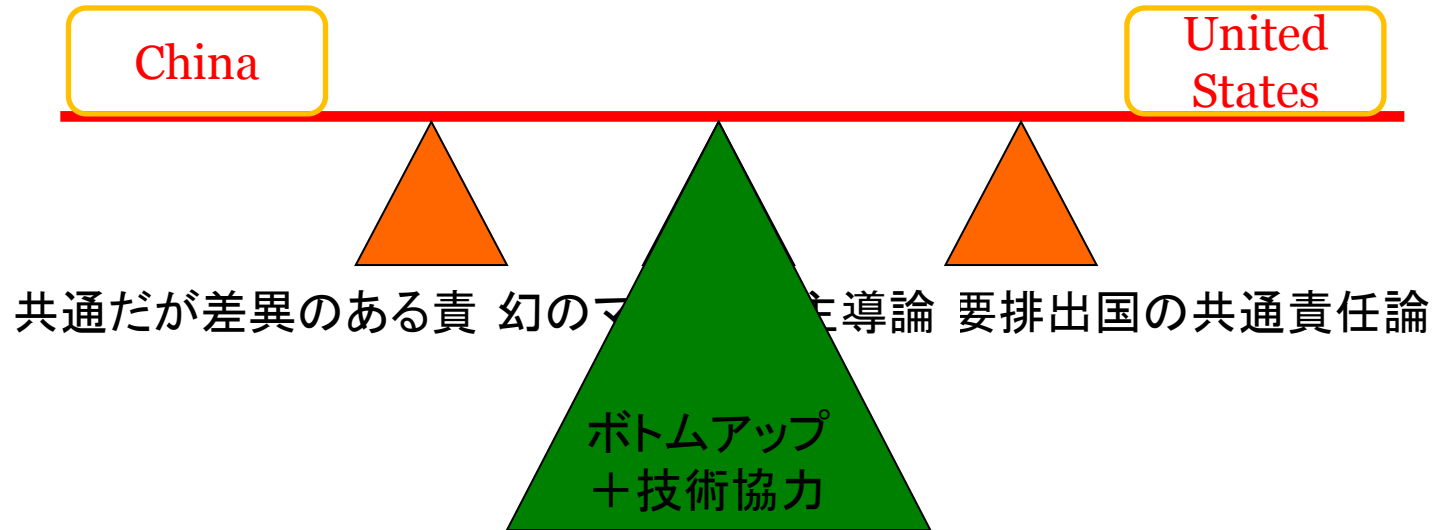 China
United
States
共通だが差異のある責 幻の 主導論 要排出国の共通責任論
ボトムアップ
+技術協力